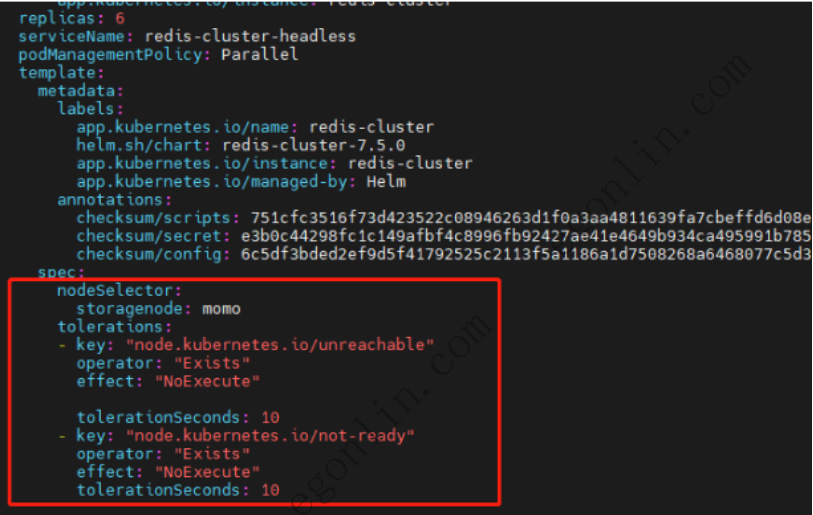 app.kubernetes.io/instance: redis-cluster
replicas: 6
serviceName: redis-cluster-headless
podManagementPolicy: Parallel
template:
metadata:
labels:
app.kubernetes.io/name: redis-cluster
helm.sh/chart: redis-cluster-7.5.0
app.kubernetes.io/instance: redis-cluster
app.kubernetes.io/managed-by: Helm
annotations:
checksum/scripts: 751cfc3516f73d423522c08946263d1f0a3aa4811639fa7cbeffd6d08e
checksum/secret: e3b0c44298fc1c149afbf4c8996fb92427ae41e4649b934ca495991b785
checksum/config: 6c5df3bded2ef9d5f41792525c2113f5a1186a1d7508268a6468077c5d3
spec:
nodeSelector:
storagenode: momo
tolerations:
- key: "node.kubernetes.io/unreachable"
operator: "Exists"
effect: "NoExecute"
tolerationSeconds: 10
- key: "node.kubernetes.io/not-ready"
operator: "Exists"
effect: "NoExecute"
tolerationSeconds: 10
egonlin.com
egonlin.com